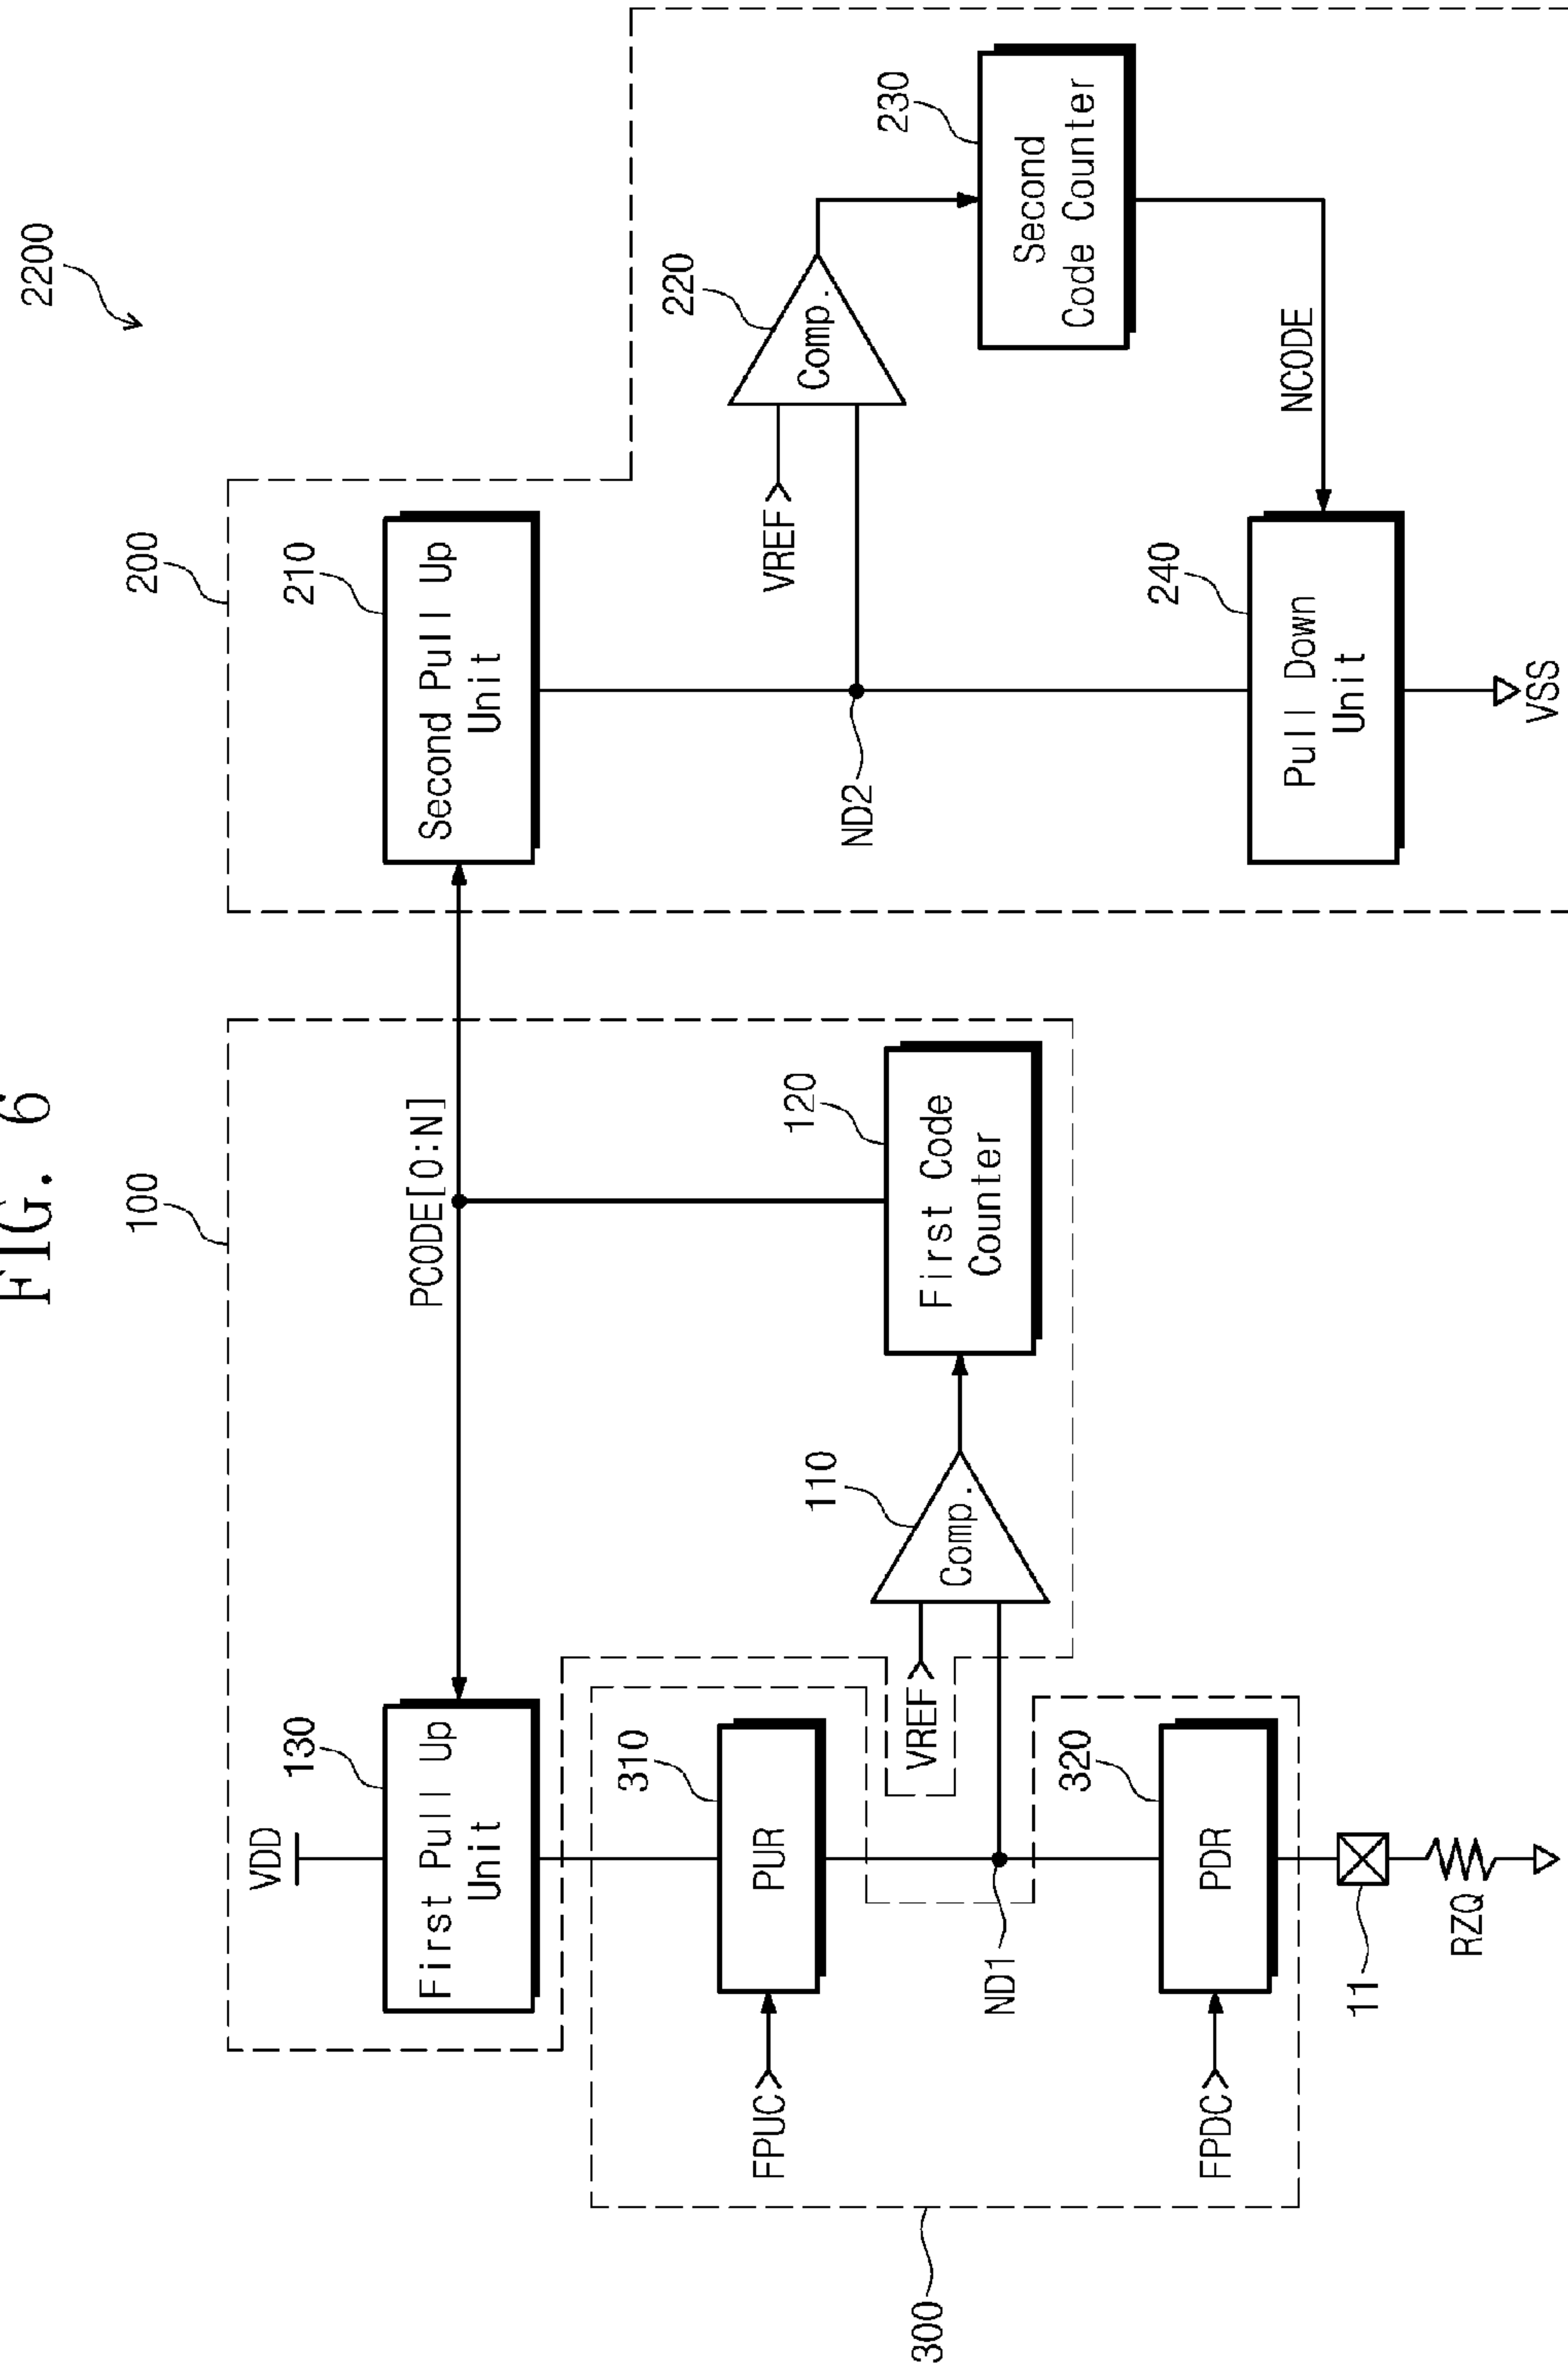 FIG. 6
2200
100
200
VDD
130
First Pull Up
Unit
PCODE[0:N]
210
Second Pull Up
Unit
310
PUR
FPUC
300
VREF
110
Comp.
120
First Code
Counter
ND1
320
PDR
FPDC
11
RZQ
VREF
220
Comp.
230
Second
Code Counter
ND2
NCODE
240
Pull Down
Unit
VSS